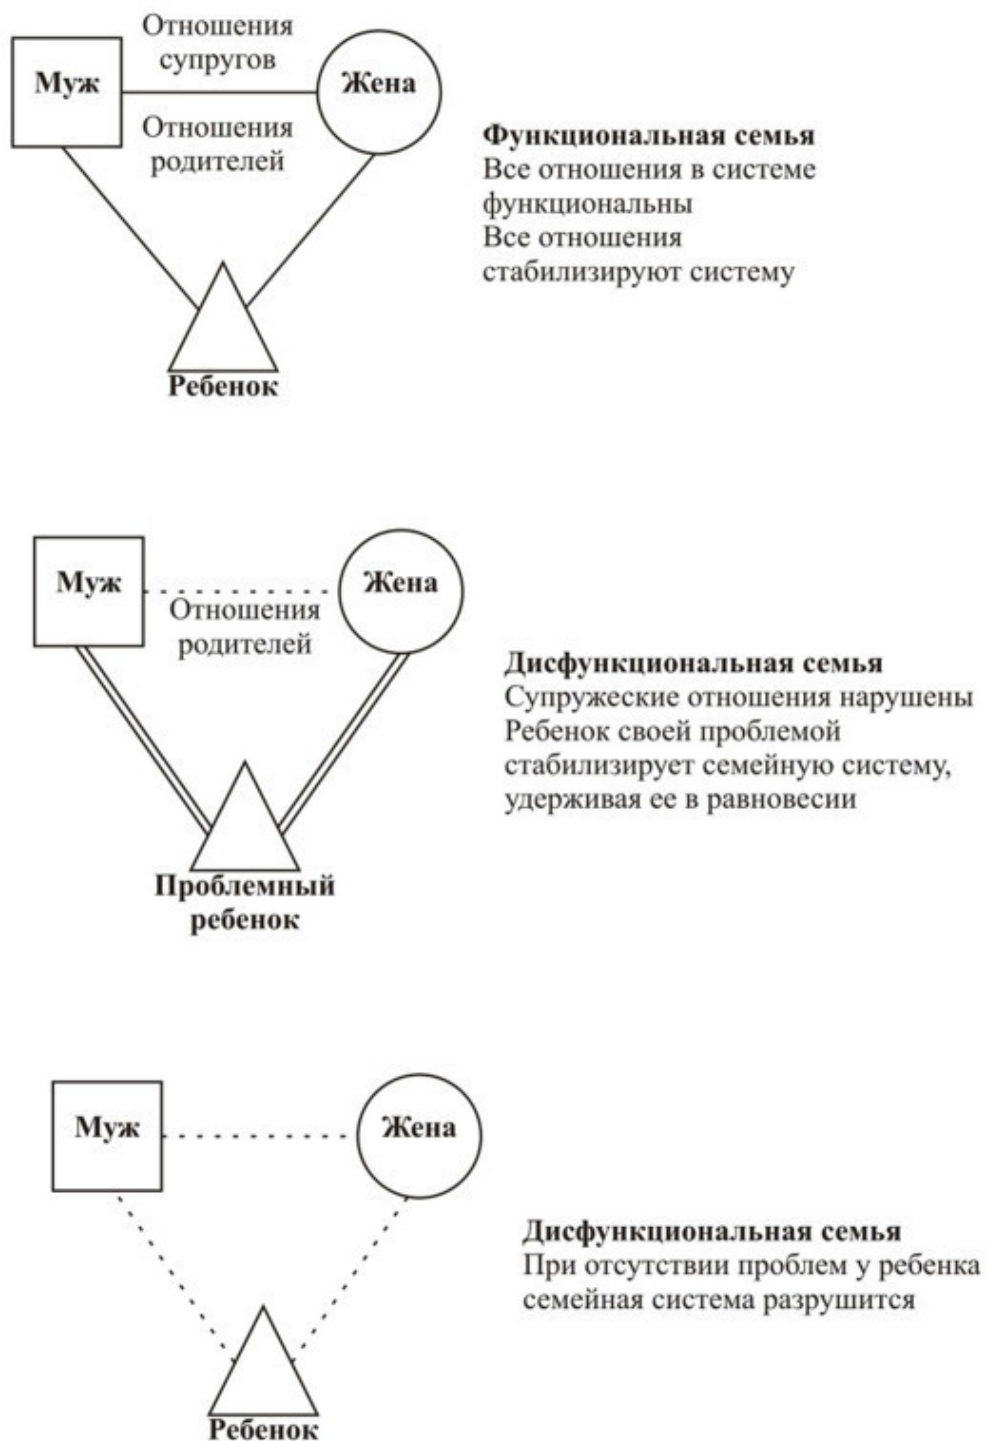 Отношения
супругов
Муж
Жена
Отношения
родителей
Ребенок
Функциональная семья
Все отношения в системе
функциональны
Все отношения
стабилизируют систему
Муж
Жена
Отношения
родителей
Проблемный
ребенок
Дисфункциональная семья
Супружеские отношения нарушены
Ребенок своей проблемой
стабилизирует семейную систему,
удерживая ее в равновесии
Муж
Жена
Ребенок
Дисфункциональная семья
При отсутствии проблем у ребенка
семейная система разрушится